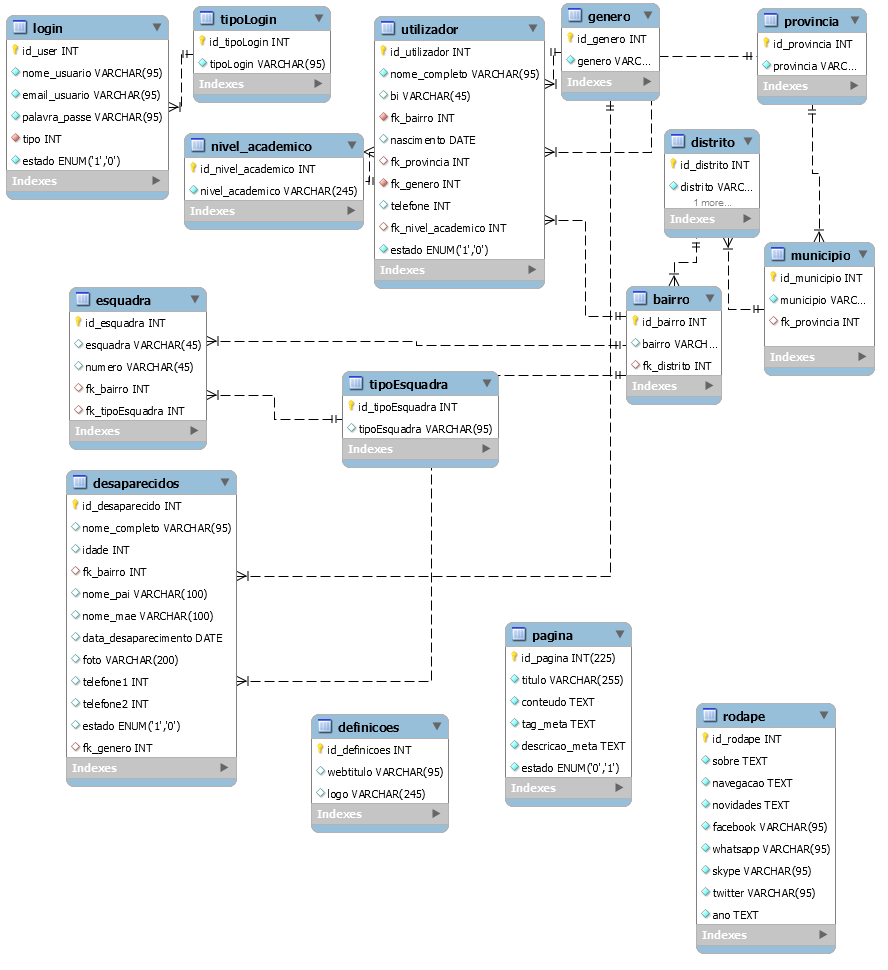 login
id_user INT
nome_usuario VARCHAR(95)
email_usuario VARCHAR(95)
palavra_passe VARCHAR(95)
tipo INT
estado ENUM('1','0')
Indexes
tipoLogin
id_tipoLogin INT
tipoLogin VARCHAR(95)
Indexes
nivel_academico
id_nivel_academico INT
nivel_academico VARCHAR(245)
Indexes
utilizador
id_utilizador INT
nome_completo VARCHAR(95)
bi VARCHAR(45)
fk_bairro INT
nascimento DATE
fk_provincia INT
fk_genero INT
telefone INT
fk_nivel_academico INT
estado ENUM('1','0')
Indexes
genero
id_genero INT
genero VARC...
Indexes
provincia
id_provincia INT
provincia VARC...
Indexes
distrito
id_distrito INT
distrito VARC...
1 more...
Indexes
municipio
id_municipio INT
municipio VARC...
fk_provincia INT
Indexes
bairro
id_bairro INT
bairro VARCH...
fk_distrito INT
Indexes
esquadra
id_esquadra INT
esquadra VARCHAR(45)
numero VARCHAR(45)
fk_bairro INT
fk_tipoEsquadra INT
Indexes
tipoEsquadra
id_tipoEsquadra INT
tipoEsquadra VARCHAR(95)
Indexes
desaparecidos
id_desaparecido INT
nome_completo VARCHAR(95)
idade INT
fk_bairro INT
nome_pai VARCHAR(100)
nome_mae VARCHAR(100)
data_desaparecimento DATE
foto VARCHAR(200)
telefone1 INT
telefone2 INT
estado ENUM('1','0')
fk_genero INT
Indexes
definicoes
id_definicoes INT
webtitulo VARCHAR(95)
logo VARCHAR(245)
Indexes
pagina
id_pagina INT(225)
titulo VARCHAR(255)
conteudo TEXT
tag_meta TEXT
descricao_meta TEXT
estado ENUM('0','1')
Indexes
rodape
id_rodape INT
sobre TEXT
navegacao TEXT
novidades TEXT
facebook VARCHAR(95)
whatsapp VARCHAR(95)
skype VARCHAR(95)
twitter VARCHAR(95)
ano TEXT
Indexes